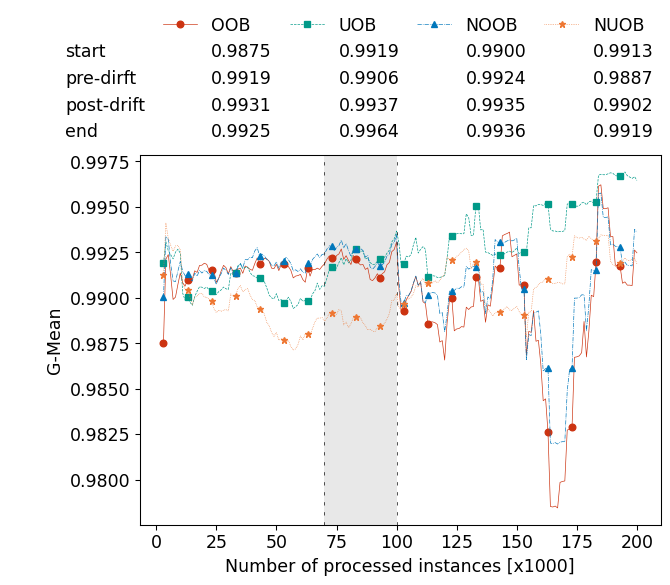 OOB UOB NOOB NUOB
start 0.9875 0.9919 0.9900 0.9913
pre-dirft 0.9919 0.9906 0.9924 0.9887
post-drift 0.9931 0.9937 0.9935 0.9902
end 0.9925 0.9964 0.9936 0.9919
0.9975
0.9950
0.9925
0.9900
0.9875
0.9850
0.9825
0.9800
G-Mean
0 25 50 75 100 125 150 175 200
Number of processed instances [x1000]